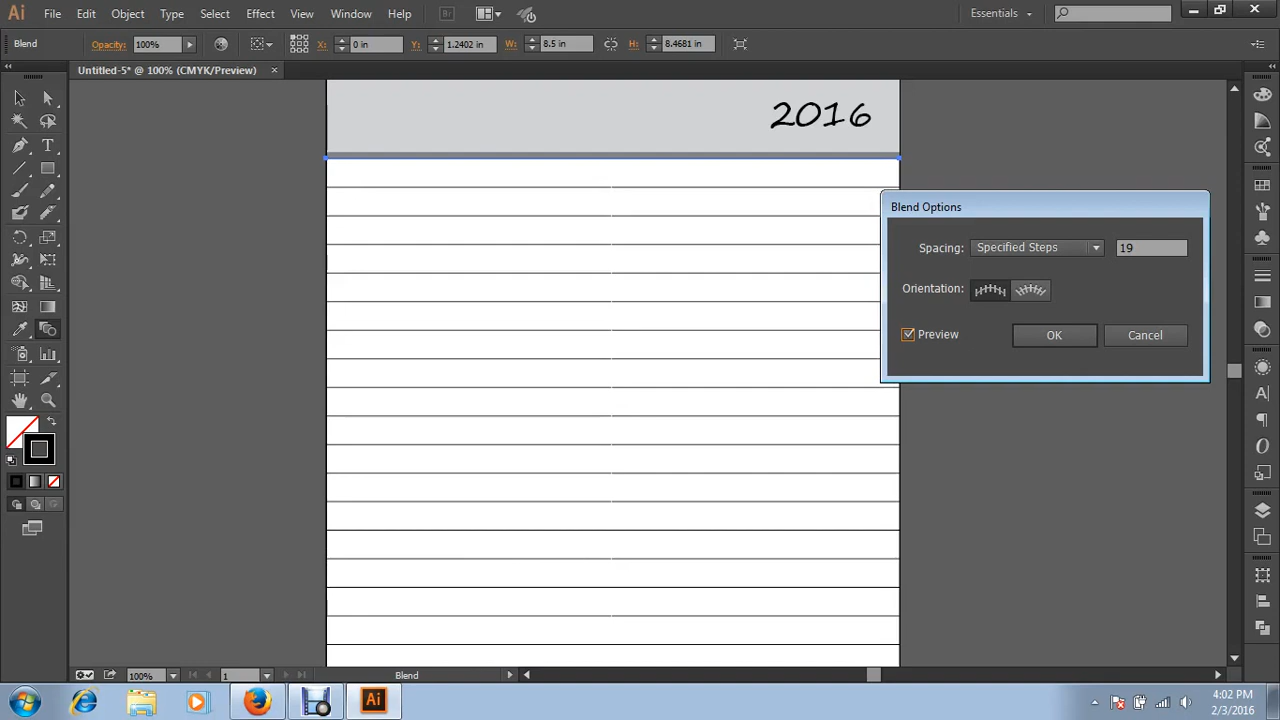 Ai File Edit Object Type Select Effect View Window Help Br Essentials
Blend Opacity: 100% X: 0 in Y: 1.2402 in W: 8.5 in H: 8.4681 in
Untitled-5* @ 100% (CMYK/Preview)
2016
Blend Options
Spacing: Specified Steps 19
Orientation:
Preview OK Cancel
100% 1 Blend
Ai 4:02 PM
2/3/2016